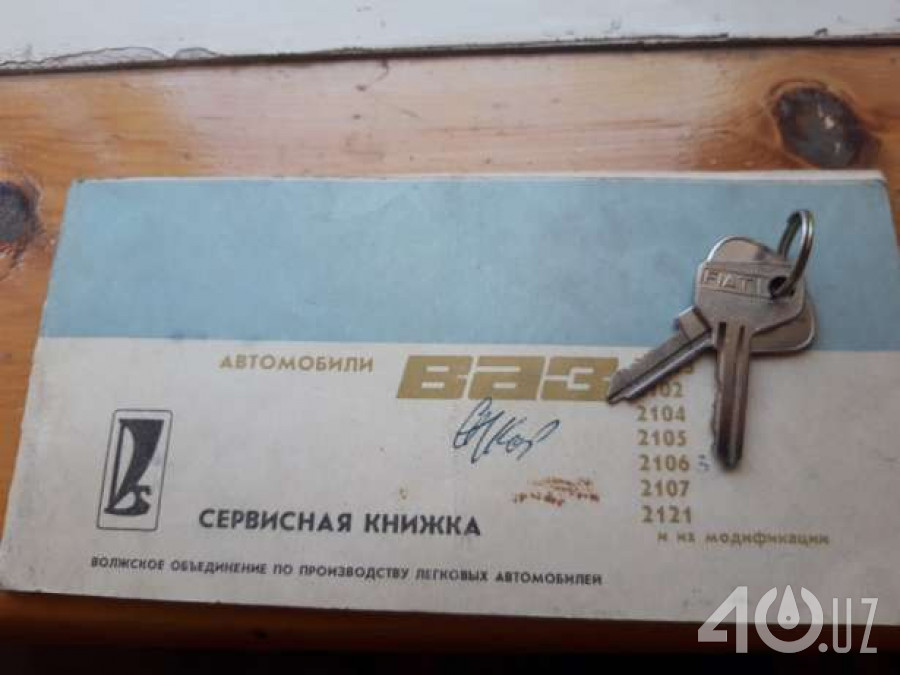 FIAT
АВТОМОБИЛИ ВАЗ
2102
2104
2105
2106
2107
2121
и их модификации
СЕРВИСНАЯ КНИЖКА
ВОЛЖСКОЕ ОБЪЕДИНЕНИЕ ПО ПРОИЗВОДСТВУ ЛЕГКОВЫХ АВТОМОБИЛЕЙ
40.UZ